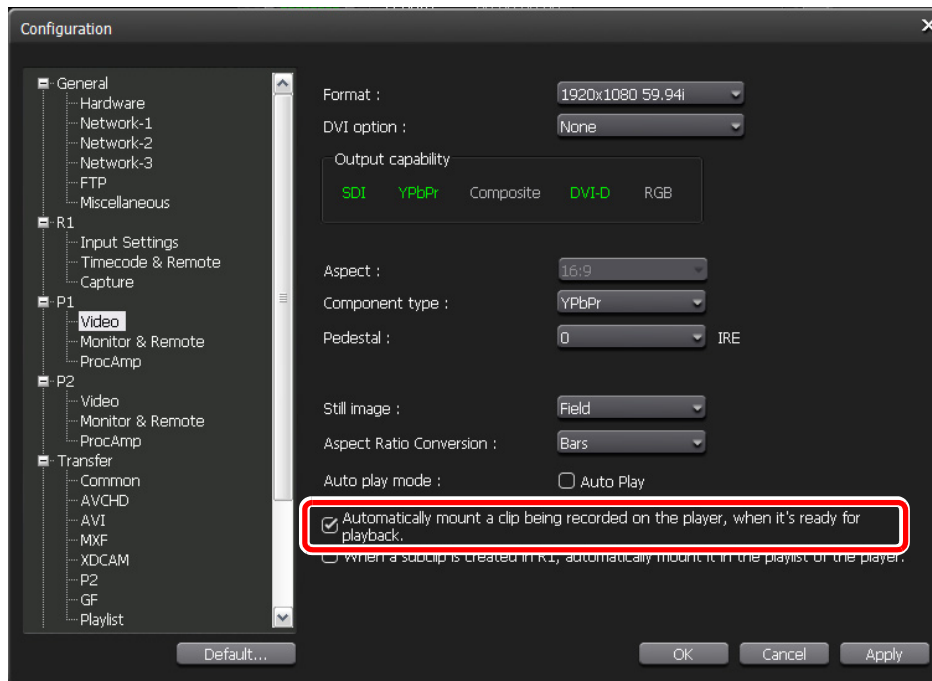 Configuration
General
Hardware
Network-1
Network-2
Network-3
FTP
Miscellaneous
R1
Input Settings
Timecode & Remote
Capture
P1
Video
Monitor & Remote
ProcAmp
P2
Video
Monitor & Remote
ProcAmp
Transfer
Common
AVCHD
AVI
MXF
XDCAM
P2
GF
Playlist
Default...
Format :
1920x1080 59.94i
DVI option :
None
Output capability
SDI YPbPr Composite DVI-D RGB
Aspect :
16:9
Component type :
YPbPr
Pedestal :
0 IRE
Still image :
Field
Aspect Ratio Conversion :
Bars
Auto play mode :
Auto Play
Automatically mount a clip being recorded on the player, when it's ready for
playback.
When a subclip is created in R1, automatically mount it in the playlist of the player.
OK Cancel Apply